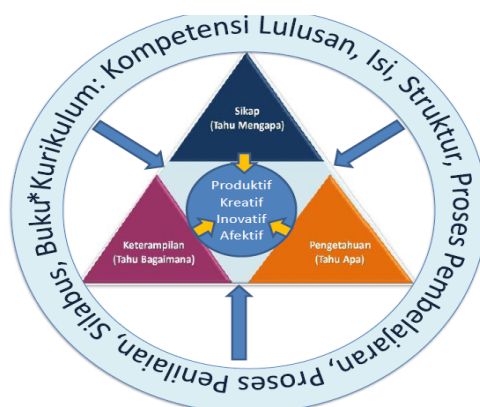 Kurikulum: Kompetensi Lulusan, Isi, Struktur, Proses Pembelajaran, Proses Penilaian, Silabus, Buku*
Sikap
(Tahu Mengapa)
Produktif
Kreatif
Inovatif
Afektif
Keterampilan
(Tahu Bagaimana)
Pengetahuan
(Tahu Apa)